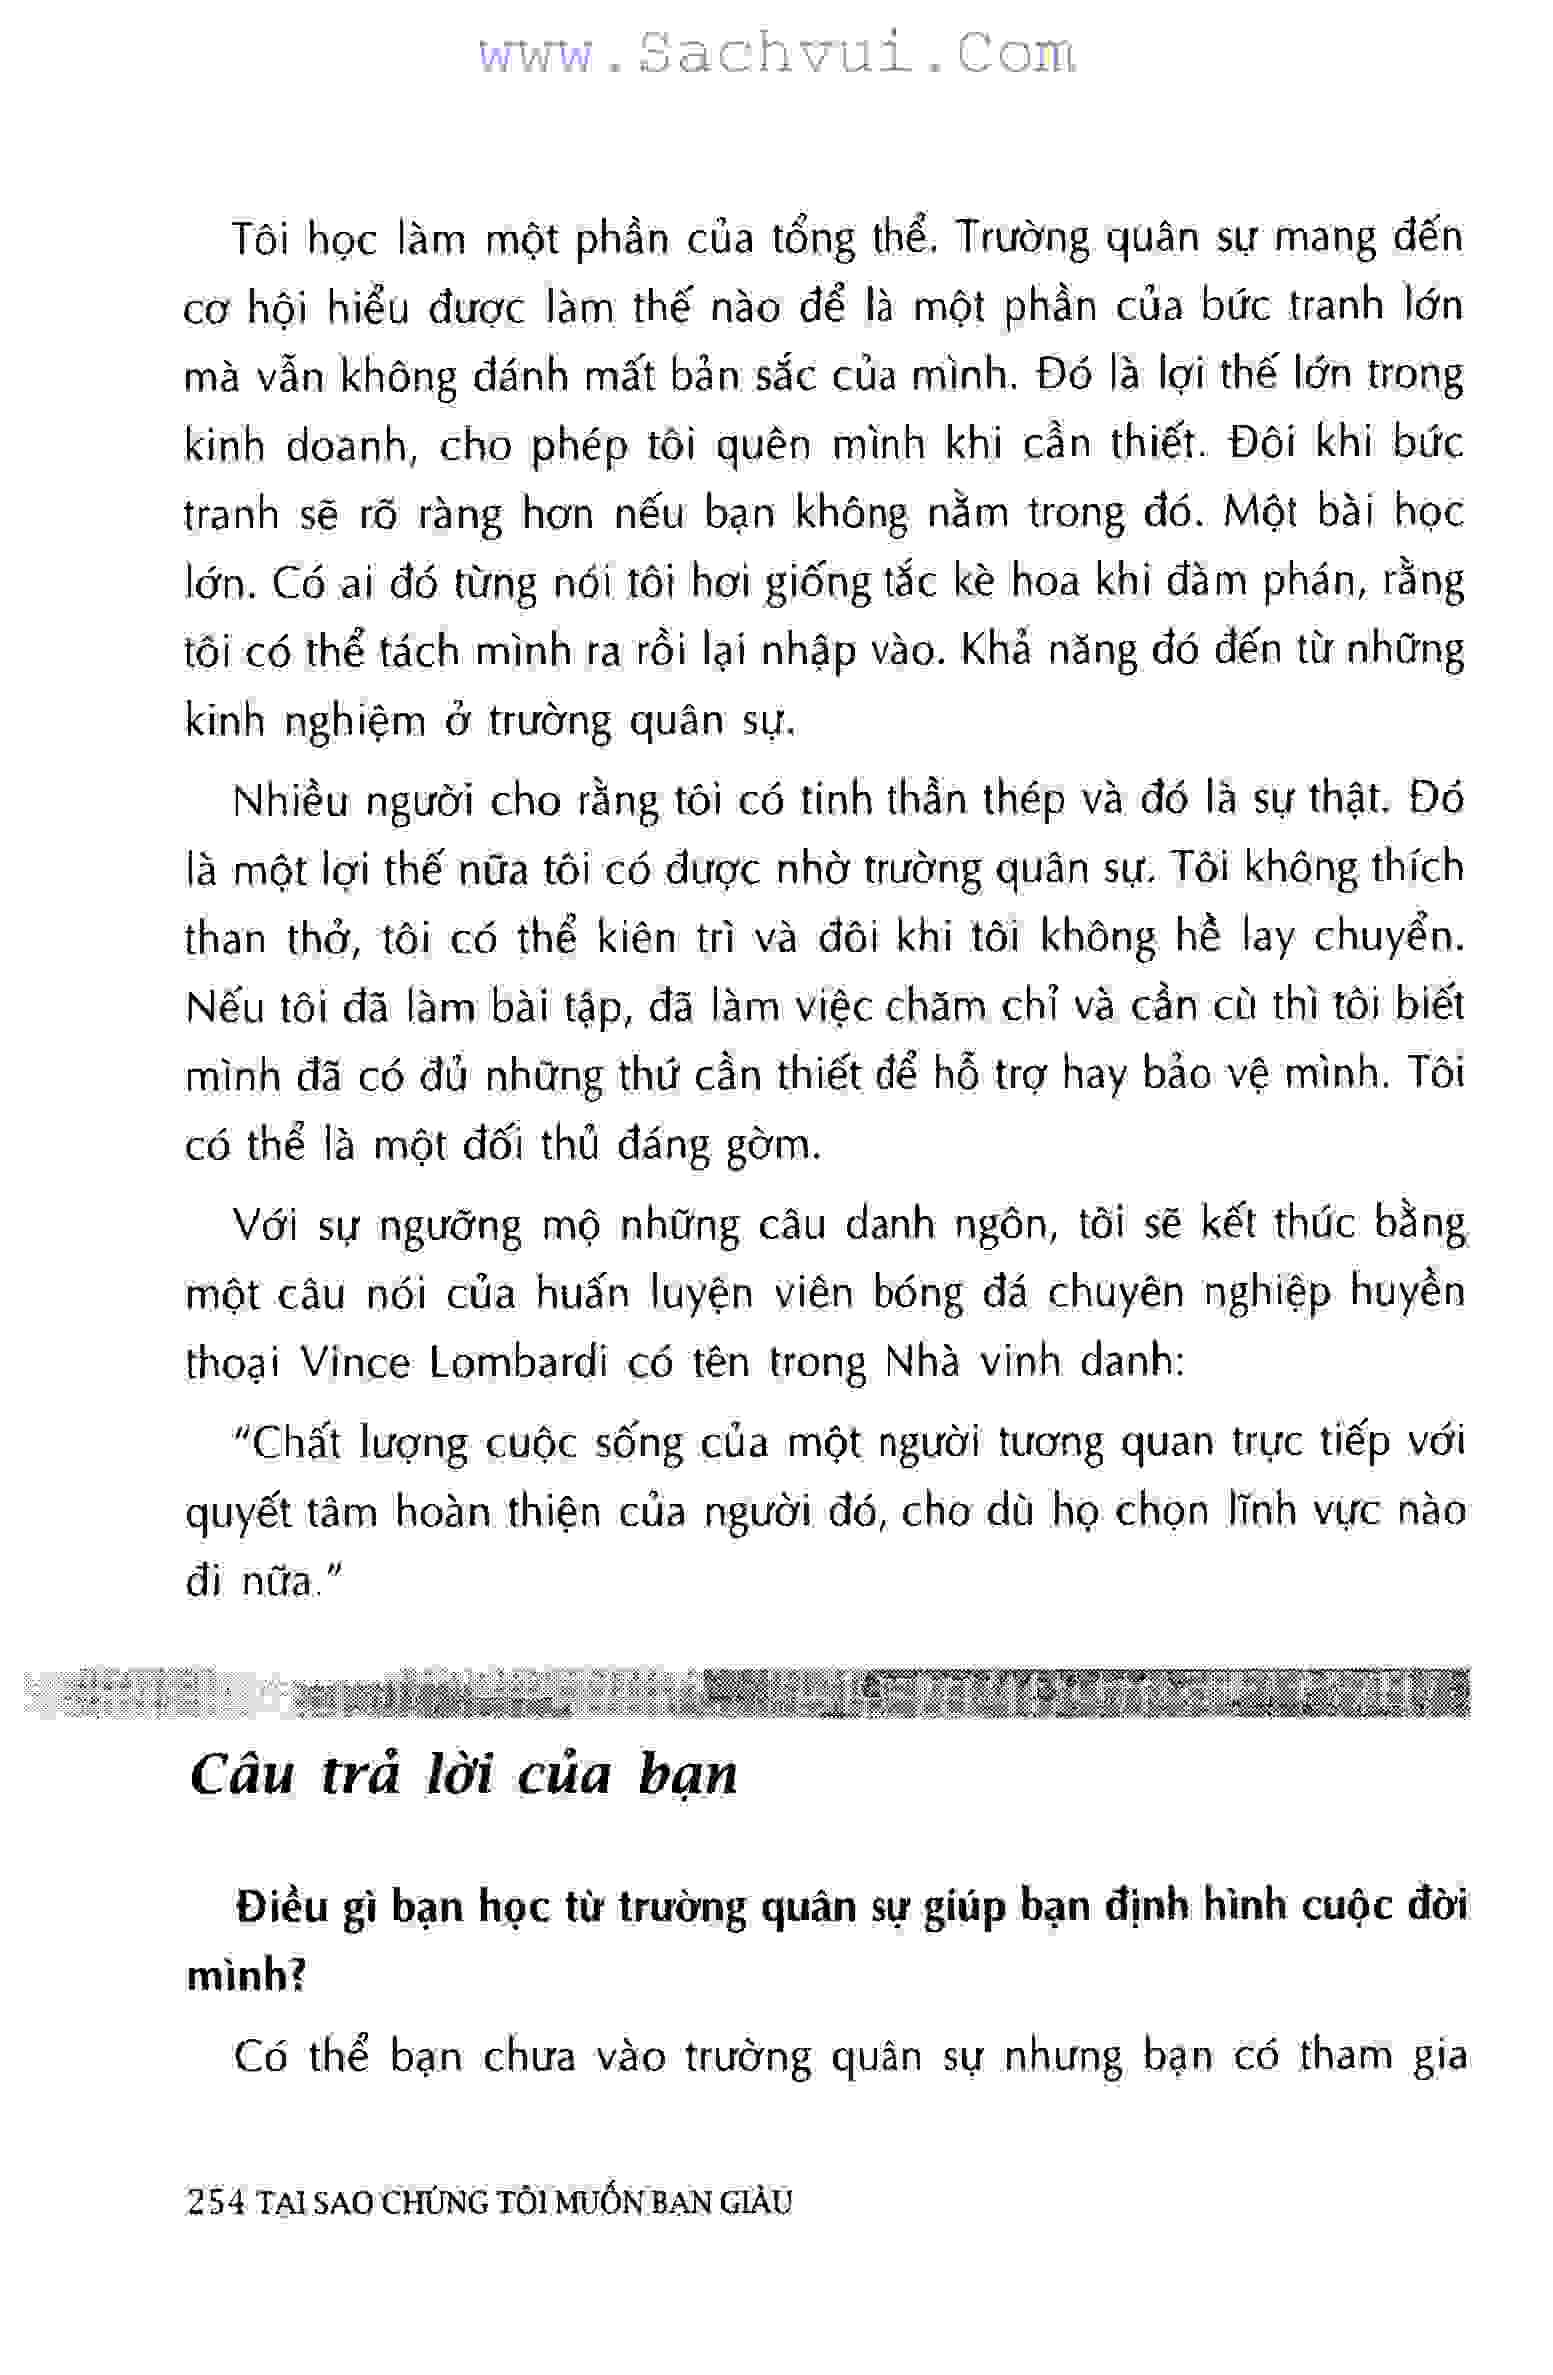 www.Sachvui.Com
Tôi học làm một phần của tổng thể. Trường quân sự mang đến
cơ hội hiểu được làm thế nào để là một phần của bức tranh lớn
mà vẫn không đánh mất bản sắc của mình. Đó là lợi thế lớn trong
kinh doanh, cho phép tôi quên mình khi cần thiết. Đôi khi bức
tranh sẽ rõ ràng hơn nếu bạn không nằm trong đó. Một bài học
lớn. Có ai đó từng nói tôi hơi giống tắc kè hoa khi đàm phán, rằng
tôi có thể tách mình ra rồi lại nhập vào. Khả năng đó đến từ những
kinh nghiệm ở trường quân sự.
Nhiều người cho rằng tôi có tinh thần thép và đó là sự thật. Đó
là một lợi thế nữa tôi có được nhờ trường quân sự. Tôi không thích
than thở, tôi có thể kiên trì và đôi khi tôi không hề lay chuyển.
Nếu tôi đã làm bài tập, đã làm việc chăm chỉ và cần cù thì tôi biết
mình đã có đủ những thứ cần thiết để hỗ trợ hay bảo vệ mình. Tôi
có thể là một đối thủ đáng gờm.
Với sự ngưỡng mộ những câu danh ngôn, tôi sẽ kết thúc bằng
một câu nói của huấn luyện viên bóng đá chuyên nghiệp huyền
thoại Vince Lombardi có tên trong Nhà vinh danh:
"Chất lượng cuộc sống của một người tương quan trực tiếp với
quyết tâm hoàn thiện của người đó, cho dù họ chọn lĩnh vực nào
đi nữa."
Câu trả lời của bạn
Điều gì bạn học từ trường quân sự giúp bạn định hình cuộc đời
mình?
Có thể bạn chưa vào trường quân sự nhưng bạn có tham gia
254 TẠI SAO CHÚNG TÔI MUỐN BẠN GIÀU